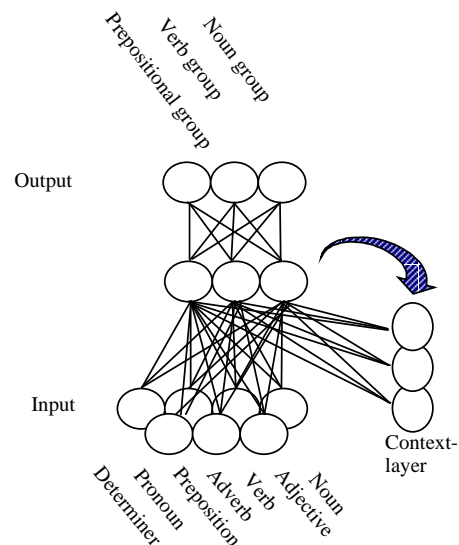 Prepositional group
Verb group
Noun group
Output
Input
Context-
layer
Determiner
Pronoun
Preposition
Adverb
Verb
Adjective
Noun